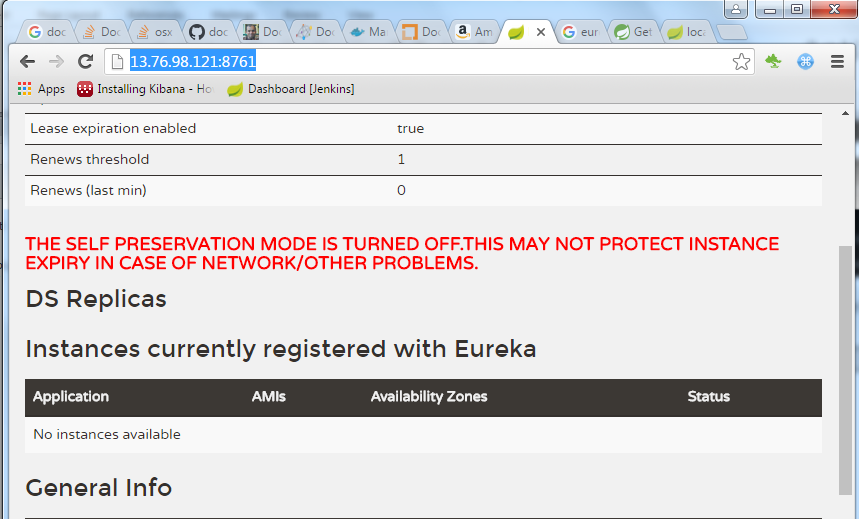 doc
Doc
osx
doc
Doc
Doc
Ma
Doc
Am
eur
Get
loca
13.76.98.121:8761
Apps
Installing Kibana - Ho
Dashboard [Jenkins]
Lease expiration enabled true
Renews threshold 1
Renews (last min) 0
THE SELF PRESERVATION MODE IS TURNED OFF.THIS MAY NOT PROTECT INSTANCE
EXPIRY IN CASE OF NETWORK/OTHER PROBLEMS.
DS Replicas
Instances currently registered with Eureka
Application AMIs Availability Zones Status
No instances available
General Info